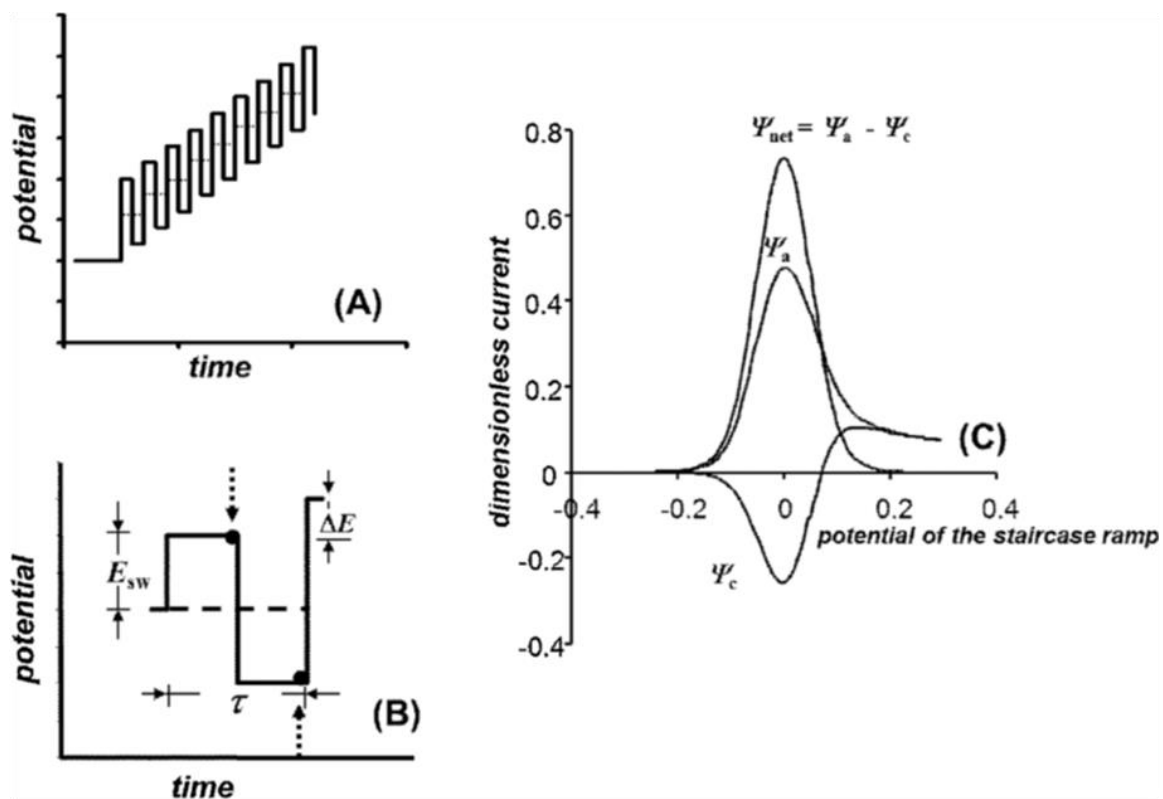 potential
(A)
time
potential
E_sw
ΔE
τ
(B)
time
Ψ_net = Ψ_a - Ψ_c
dimensionless current
0.8
0.6
0.4
0.2
0
-0.2
-0.4
Ψ_a
Ψ_c
(C)
-0.4
-0.2
0
0.2
0.4
potential of the staircase ramp